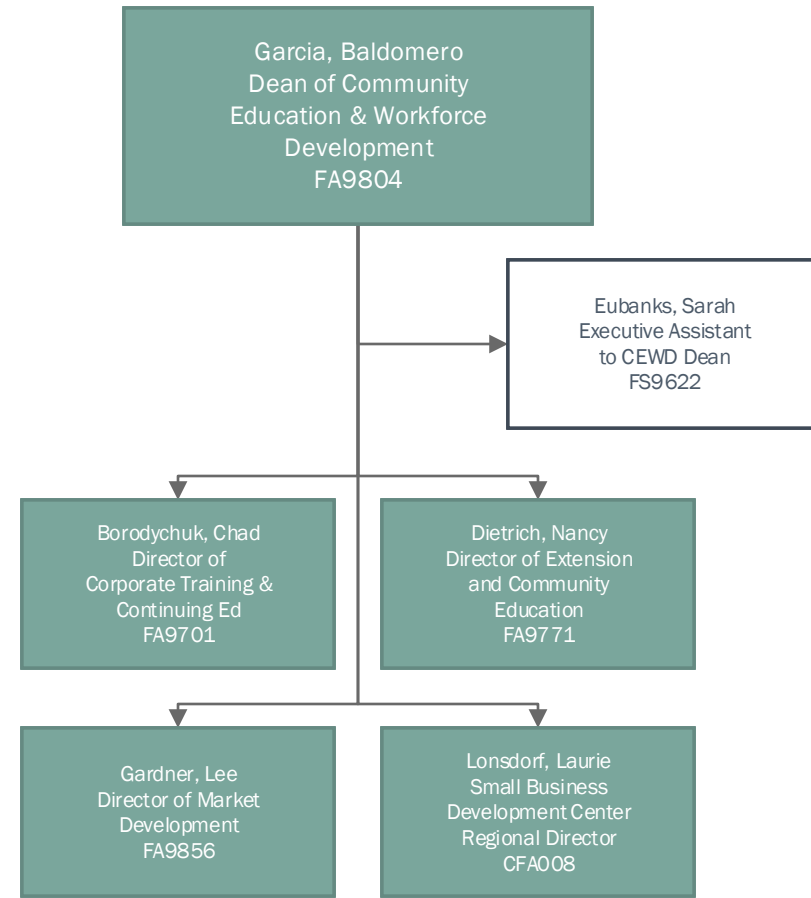 Garcia, Baldomero
Dean of Community
Education & Workforce
Development
FA9804
Eubanks, Sarah
Executive Assistant
to CEWD Dean
FS9622
Borodychuk, Chad
Director of
Corporate Training &
Continuing Ed
FA9701
Dietrich, Nancy
Director of Extension
and Community
Education
FA9771
Gardner, Lee
Director of Market
Development
FA9856
Lonsdorf, Laurie
Small Business
Development Center
Regional Director
CFA008